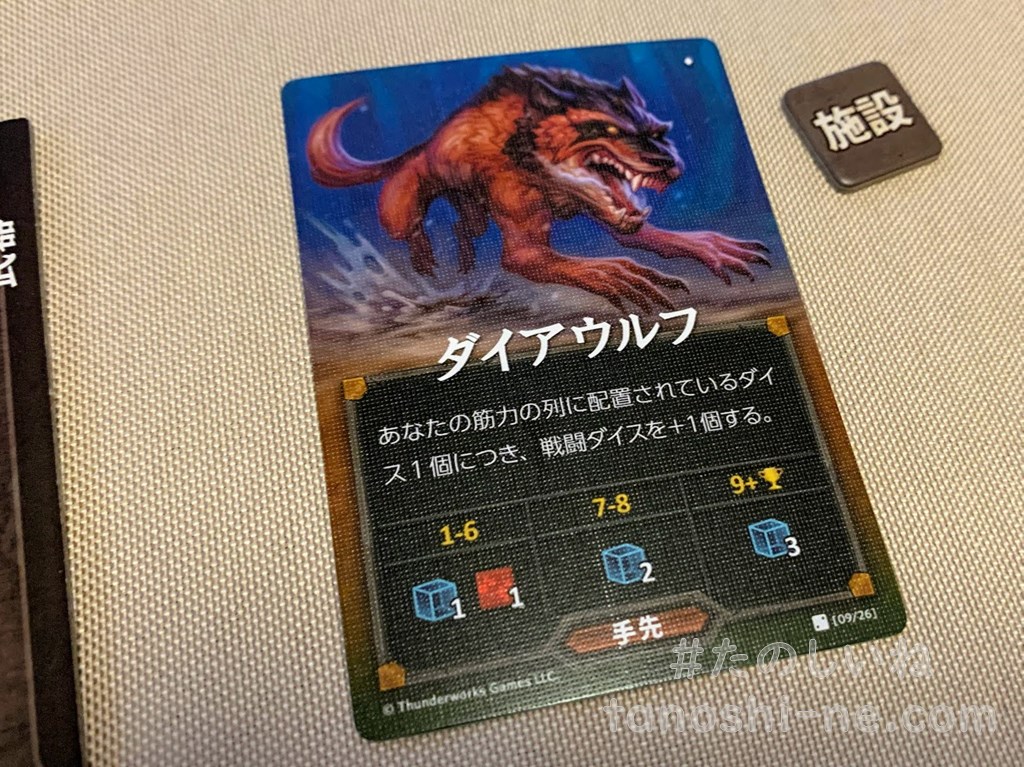 施設
武器
ダイアウルフ
あなたの筋力の列に配置されているダイ
ス1個につき、戦闘ダイスを+1個する。
1-6
7-8
9+
1
1
2
3
手先
[09/26]
© Thunderworks Games LLC
#たのしいね
tanoshi-ne.com